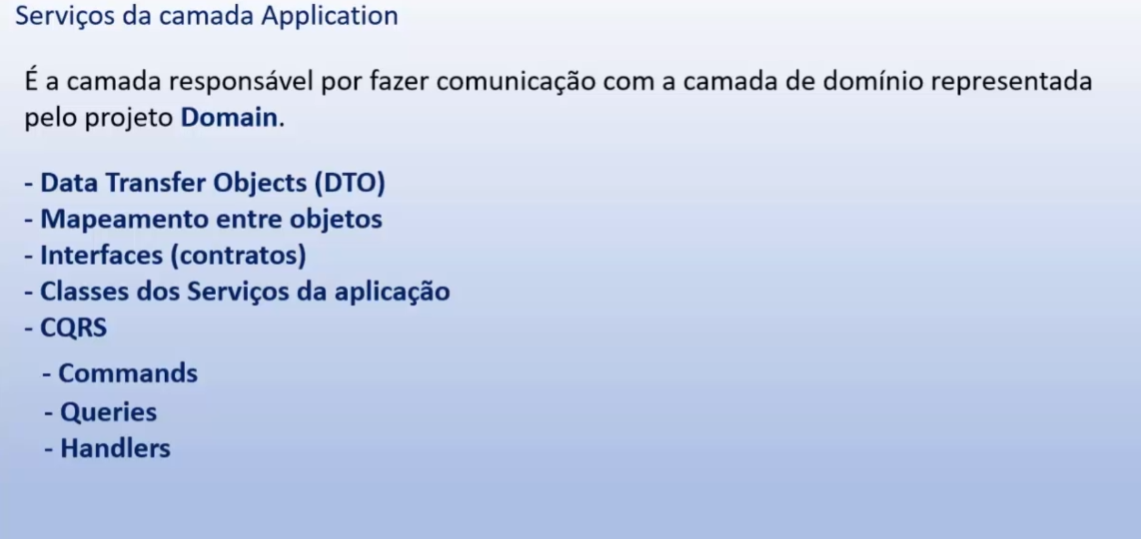 Serviços da camada Application
É a camada responsável por fazer comunicação com a camada de domínio representada
pelo projeto Domain.
- Data Transfer Objects (DTO)
- Mapeamento entre objetos
- Interfaces (contratos)
- Classes dos Serviços da aplicação
- CQRS
- Commands
- Queries
- Handlers